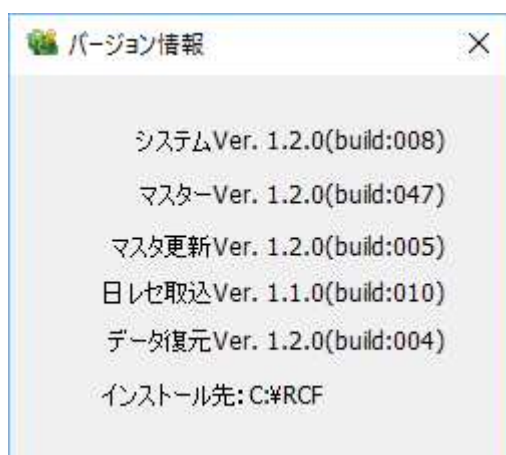 バージョン情報
システムVer. 1.2.0(build:008)
マスターVer. 1.2.0(build:047)
マスタ更新Ver. 1.2.0(build:005)
日レセ取込Ver. 1.1.0(build:010)
データ復元Ver. 1.2.0(build:004)
インストール先: C:¥RCF